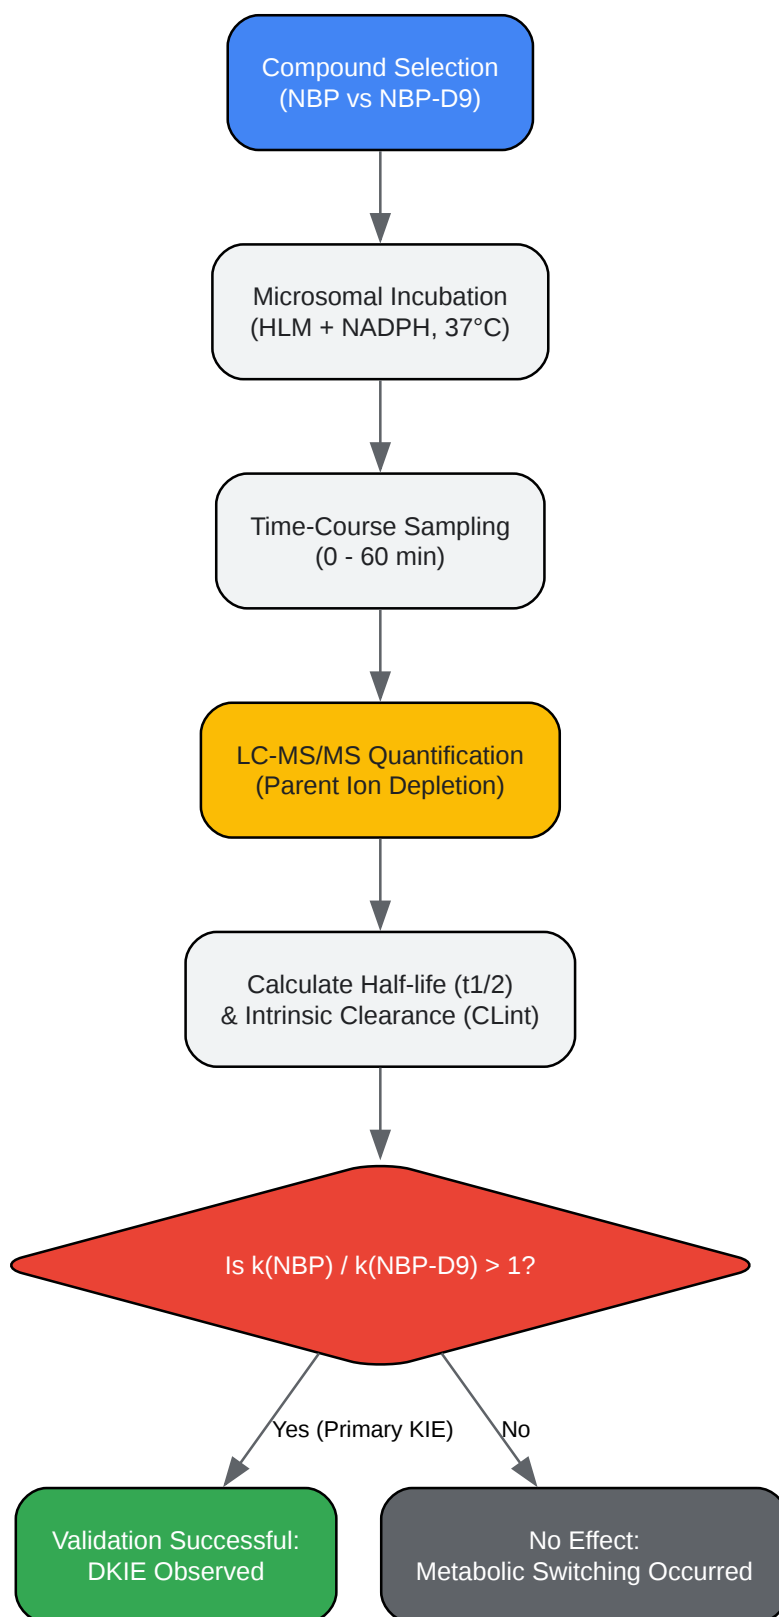 Compound Selection
(NBP vs NBP-D9)
Microsomal Incubation
(HLM + NADPH, 37°C)
Time-Course Sampling
(0 - 60 min)
LC-MS/MS Quantification
(Parent Ion Depletion)
Calculate Half-life (t1/2)
& Intrinsic Clearance (CLint)
Is k(NBP) / k(NBP-D9) > 1?
Yes (Primary KIE)
No
Validation Successful:
DKIE Observed
No Effect:
Metabolic Switching Occurred